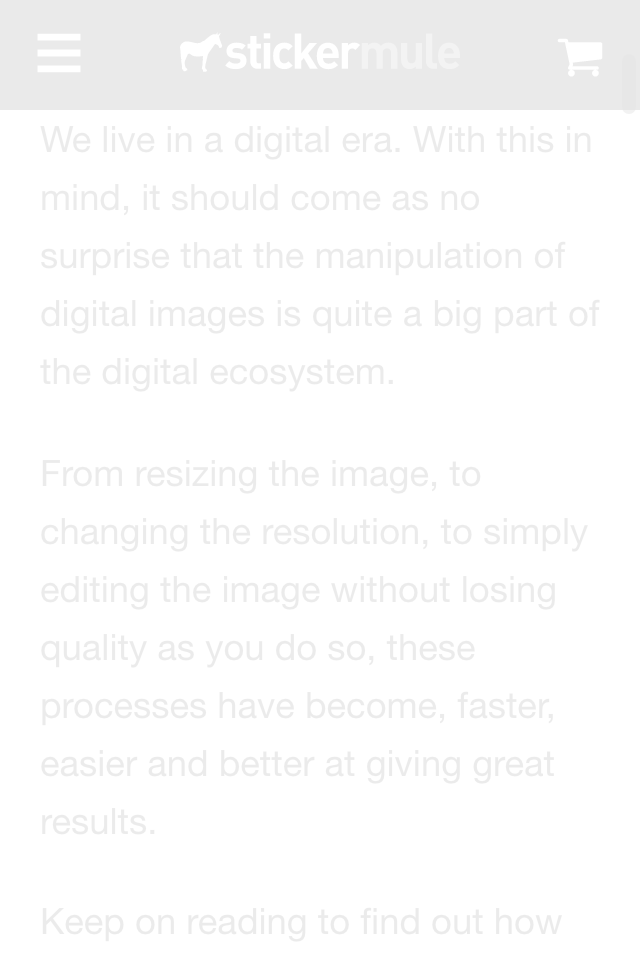 stickermule
We live in a digital era. With this in
mind, it should come as no
surprise that the manipulation of
digital images is quite a big part of
the digital ecosystem.
From resizing the image, to
changing the resolution, to simply
editing the image without losing
quality as you do so, these
processes have become, faster,
easier and better at giving great
results.
Keep on reading to find out how